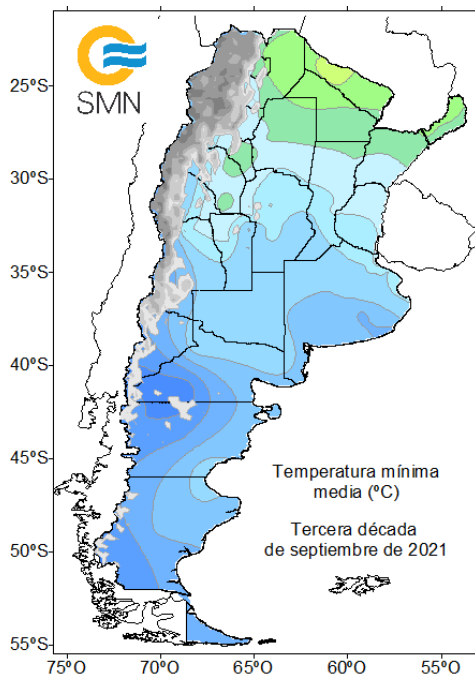 SMN
25°S
30°S
35°S
40°S
45°S
50°S
55°S
Temperatura mínima
media (ºC)
Tercera década
de septiembre de 2021
75°O
70°O
65°O
60°O
55°O